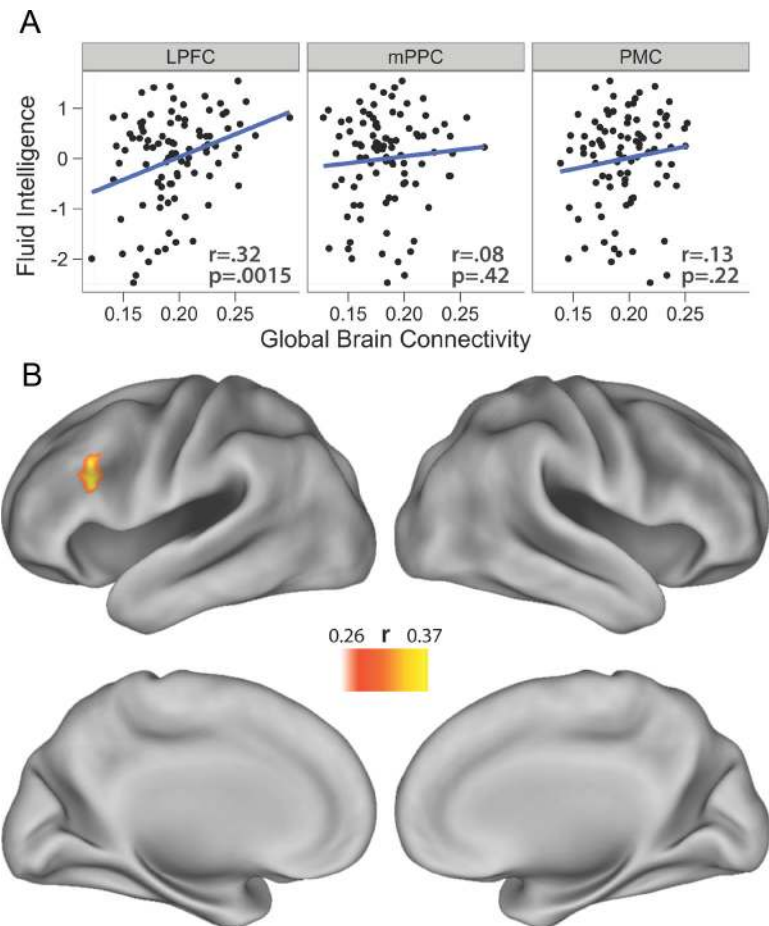 A
LPFC mPPC PMC
Fluid Intelligence
1
0
-1
-2
r=.32
p=.0015
r=.08
p=.42
r=.13
p=.22
0.15 0.20 0.25 0.15 0.20 0.25 0.15 0.20 0.25
Global Brain Connectivity
B
0.26 r 0.37